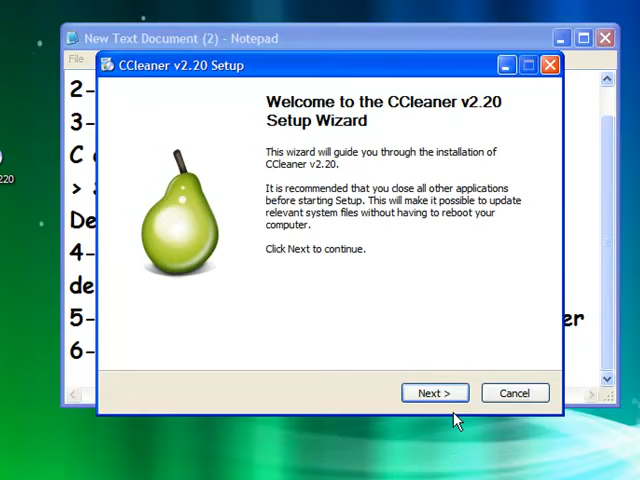 New Text Document (2) - Notepad
File
CCleaner v2.20 Setup
2-
3-
C
>
De
4-
de
5-
er
6-
220
Welcome to the CCleaner v2.20
Setup Wizard
This wizard will guide you through the installation of
CCleaner v2.20.
It is recommended that you close all other applications
before starting Setup. This will make it possible to update
relevant system files without having to reboot your
computer.
Click Next to continue.
Next >
Cancel